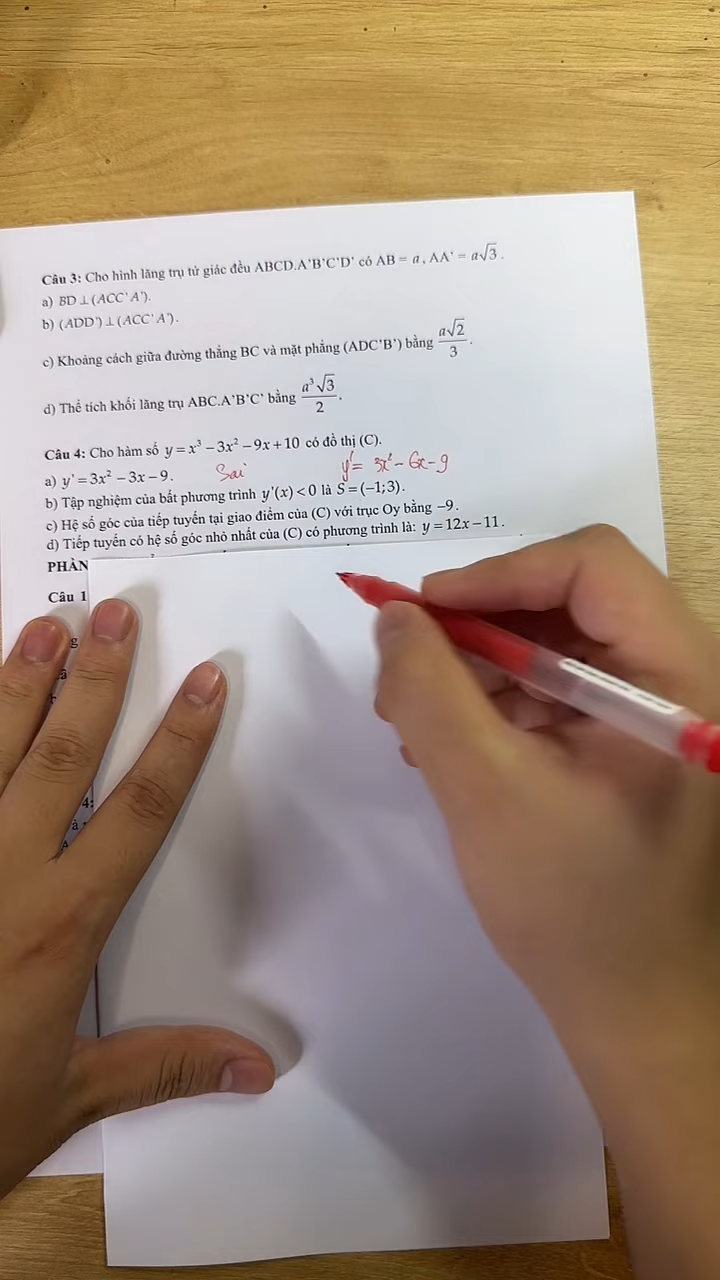 Câu 3: Cho hình lăng trụ tứ giác đều ABCD.A'B'C'D' có AB = a, AA' = a√3.
a) BD ⊥ (ACC'A').
b) (ADD') ⊥ (ACC'A').
c) Khoảng cách giữa đường thẳng BC và mặt phẳng (ADC'B') bằng a√2/3.
d) Thể tích khối lăng trụ ABC.A'B'C' bằng a³√3/2.
Câu 4: Cho hàm số y = x³ − 3x² − 9x + 10 có đồ thị (C).
a) y' = 3x² − 3x − 9. Sai y' = 3x² − 6x − 9
b) Tập nghiệm của bất phương trình y'(x) < 0 là S = (−1;3).
c) Hệ số góc của tiếp tuyến tại giao điểm của (C) với trục Oy bằng −9.
d) Tiếp tuyến có hệ số góc nhỏ nhất của (C) có phương trình là: y = 12x − 11.
PHẦN
Câu 1
g
4:
à